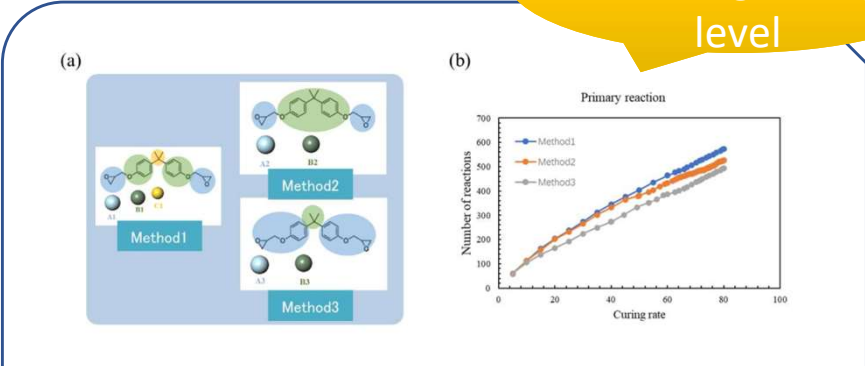 level
(a)
A1
B1
C1
Method1
A2
B2
Method2
A3
B3
Method3
(b)
Primary reaction
Number of reactions
700
600
500
400
300
200
100
0
Method1
Method2
Method3
0
20
40
60
80
100
Curing rate